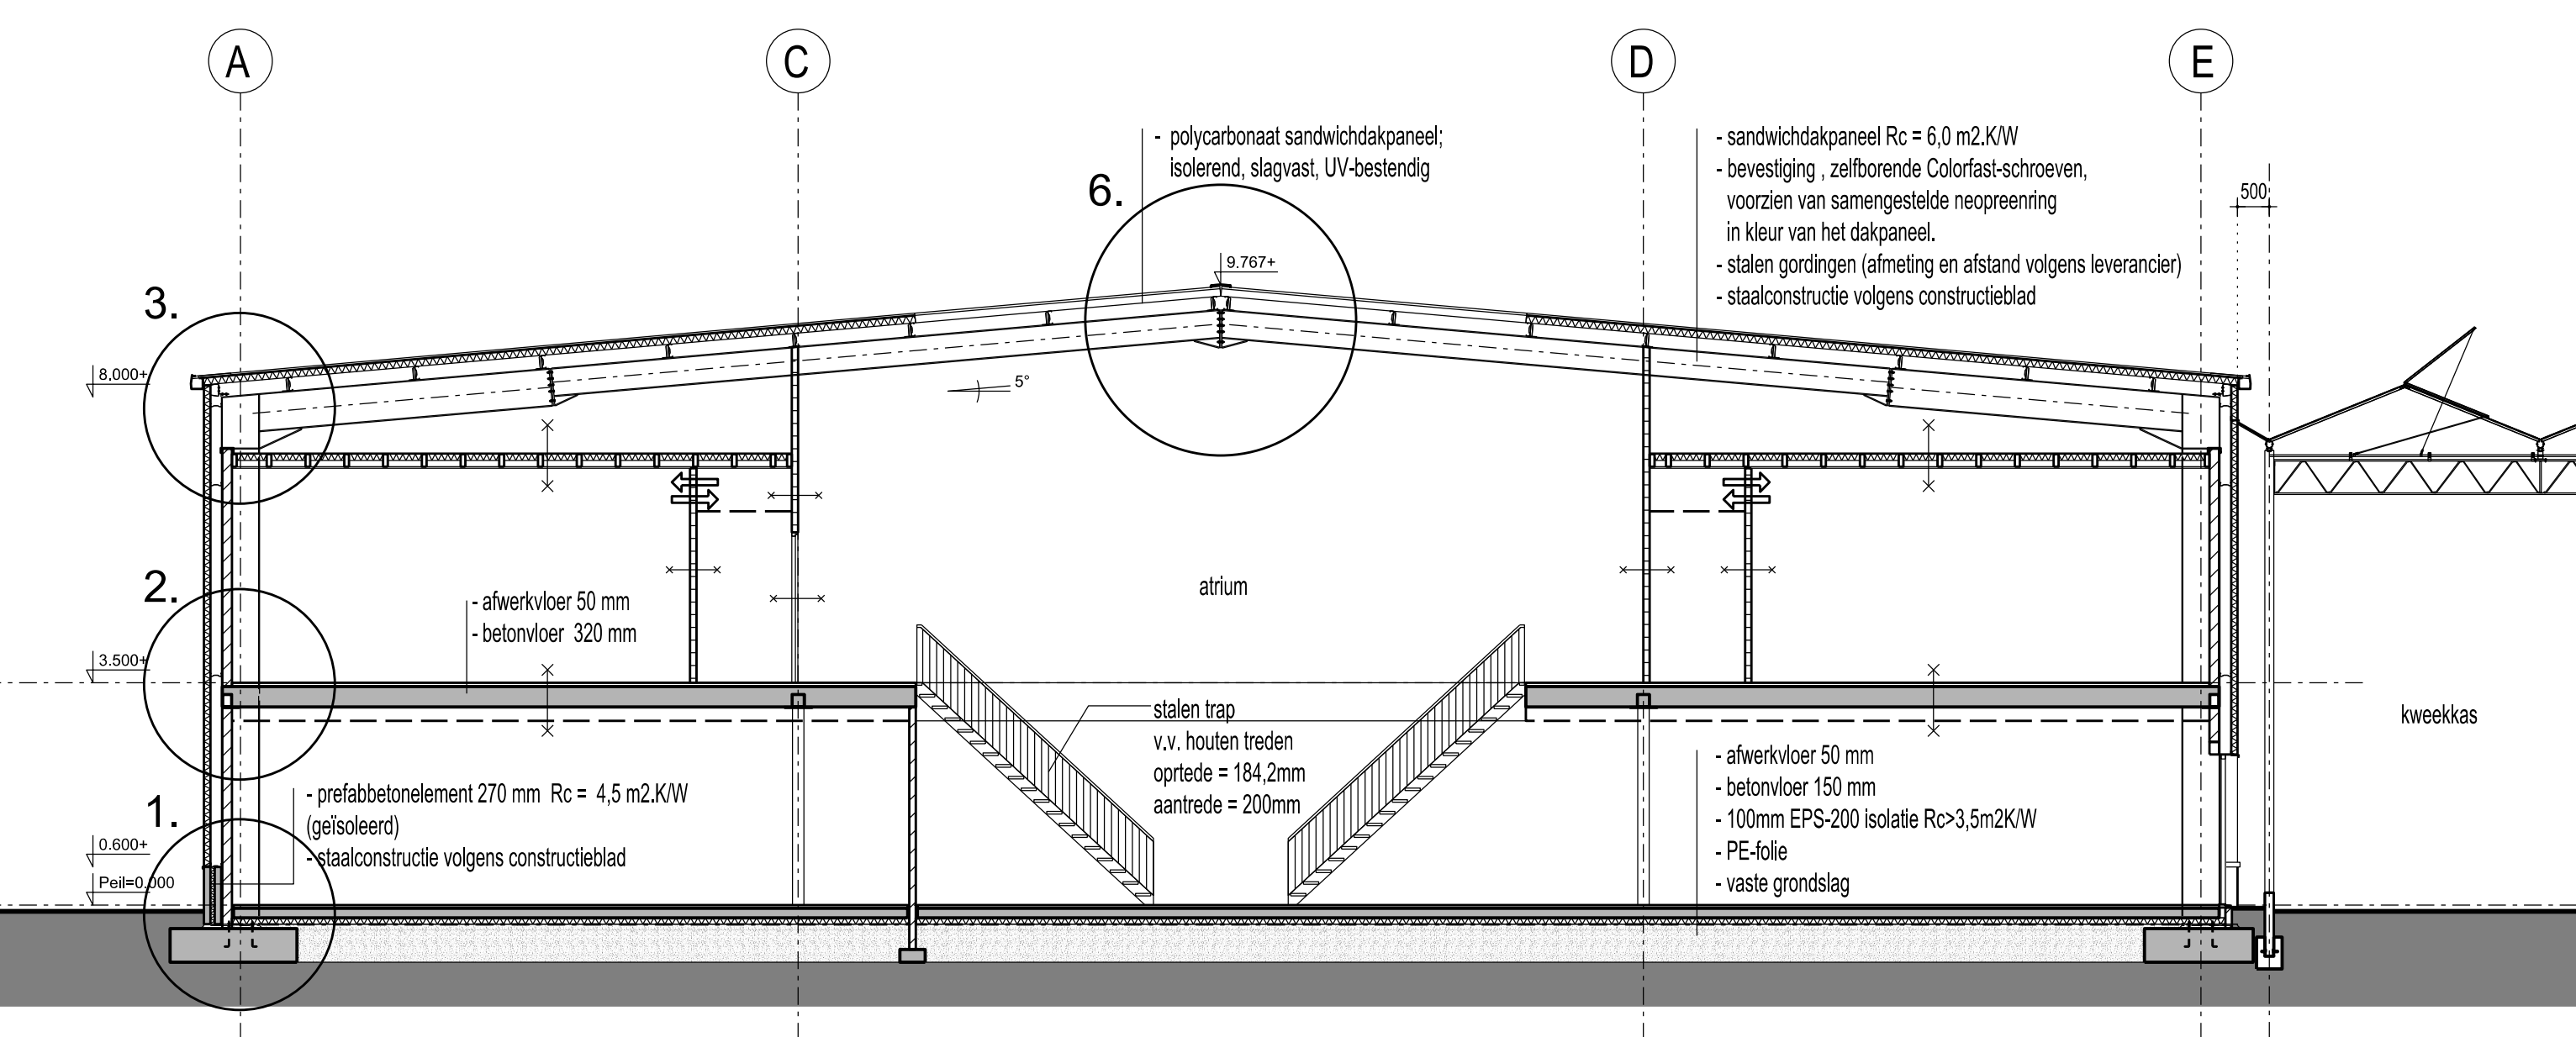 A
C
D
E
- polycarbonaat sandwichdakpaneel;
isolerend, slagvast, UV-bestendig
- sandwichdakpaneel Rc = 6,0 m2.K/W
- bevestiging , zelfborende Colorfast-schroeven,
voorzien van samengestelde neopreenring
in kleur van het dakpaneel.
- stalen gordingen (afmeting en afstand volgens leverancier)
- staalconstructie volgens constructieblad
500
6.
9.767+
3.
8.000+
5°
atrium
2.
- afwerkvloer 50 mm
- betonvloer 320 mm
3.500+
stalen trap
v.v. houten treden
oprtede = 184,2mm
aantrede = 200mm
kweekkas
- afwerkvloer 50 mm
- betonvloer 150 mm
- 100mm EPS-200 isolatie Rc>3,5m2K/W
- PE-folie
- vaste grondslag
1.
- prefabbetonelement 270 mm Rc = 4,5 m2.K/W
(geïsoleerd)
- staalconstructie volgens constructieblad
0.600+
Peil=0.000